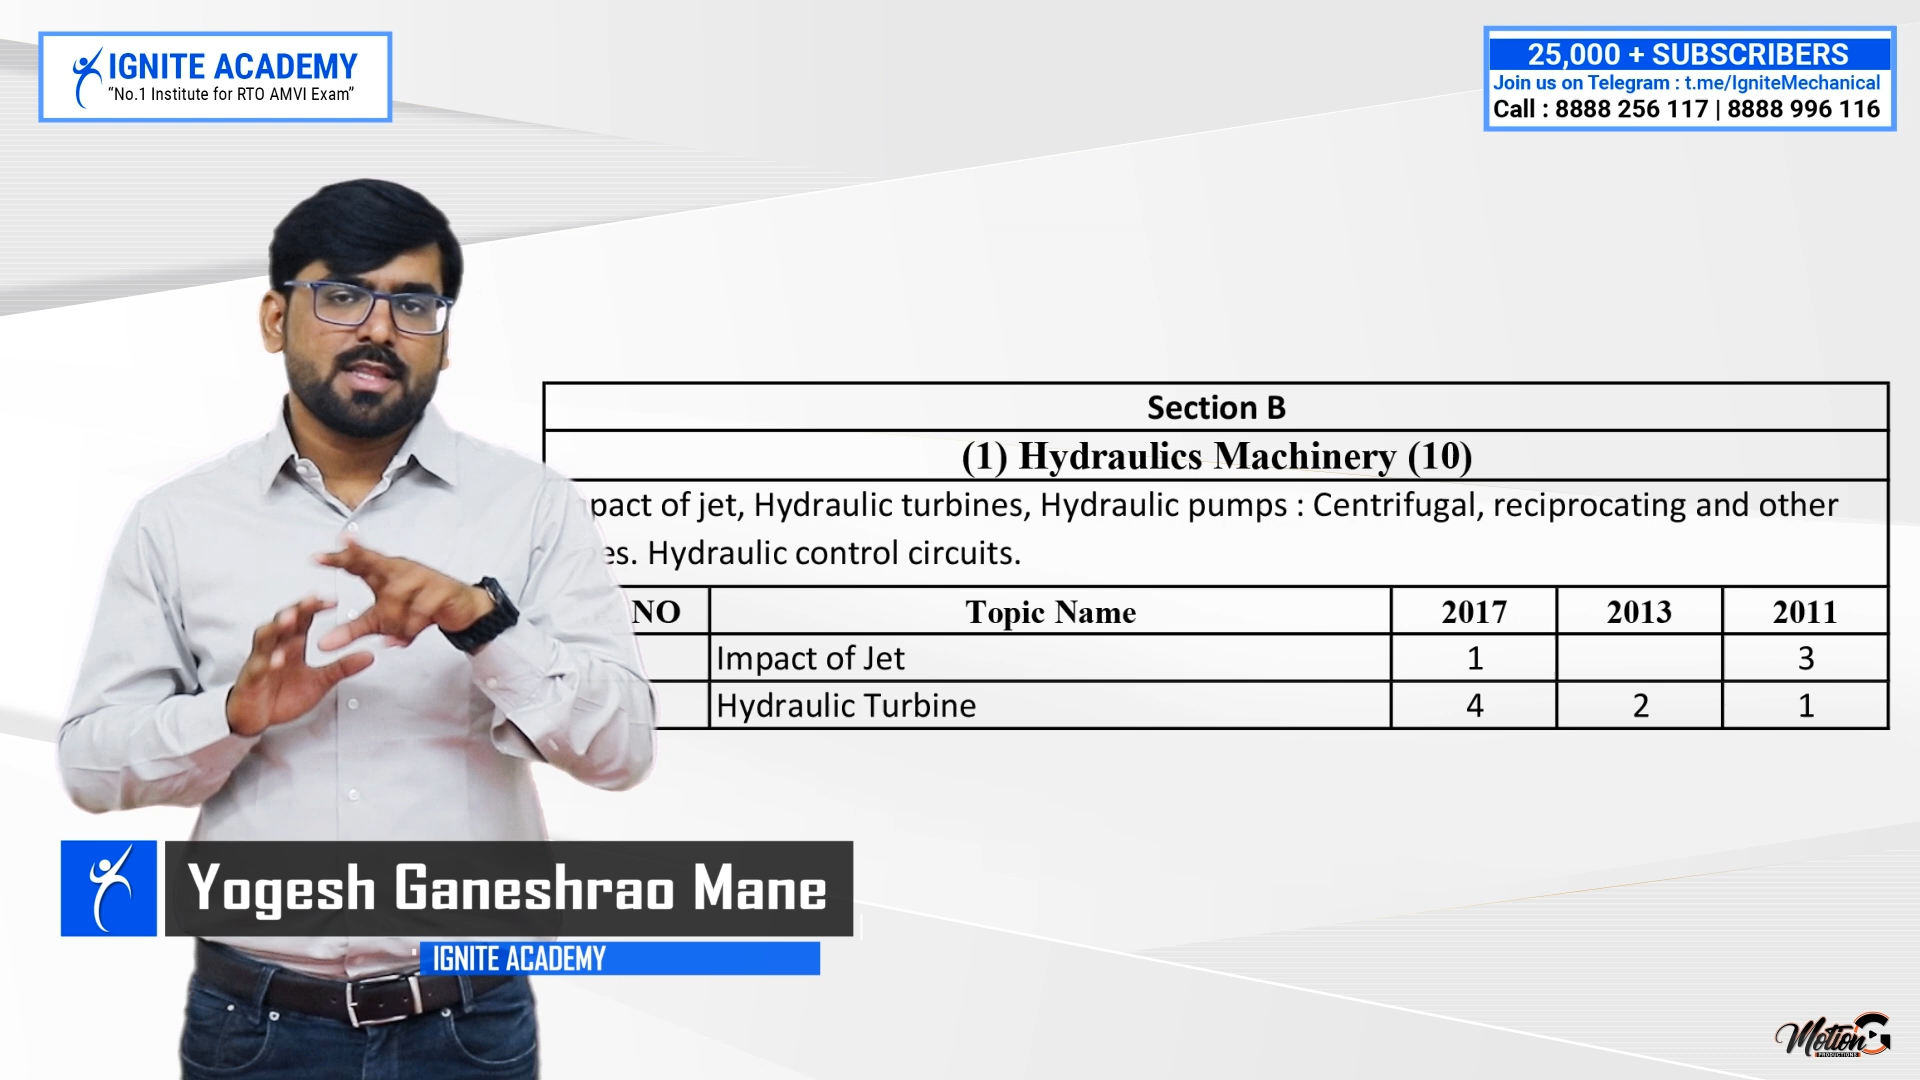 IGNITE ACADEMY
“No.1 Institute for RTO AMVI Exam”
25,000 + SUBSCRIBERS
Join us on Telegram : t.me/IgniteMechanical
Call : 8888 256 117 | 8888 996 116
Section B
(1) Hydraulics Machinery (10)
of jet, Hydraulic turbines, Hydraulic pumps : Centrifugal, reciprocating and other
Hydraulic control circuits.
NO Topic Name 2017 2013 2011
Impact of Jet 1 3
Hydraulic Turbine 4 2 1
Yogesh Ganeshrao Mane
IGNITE ACADEMY
Motion G
PRODUCTIONS